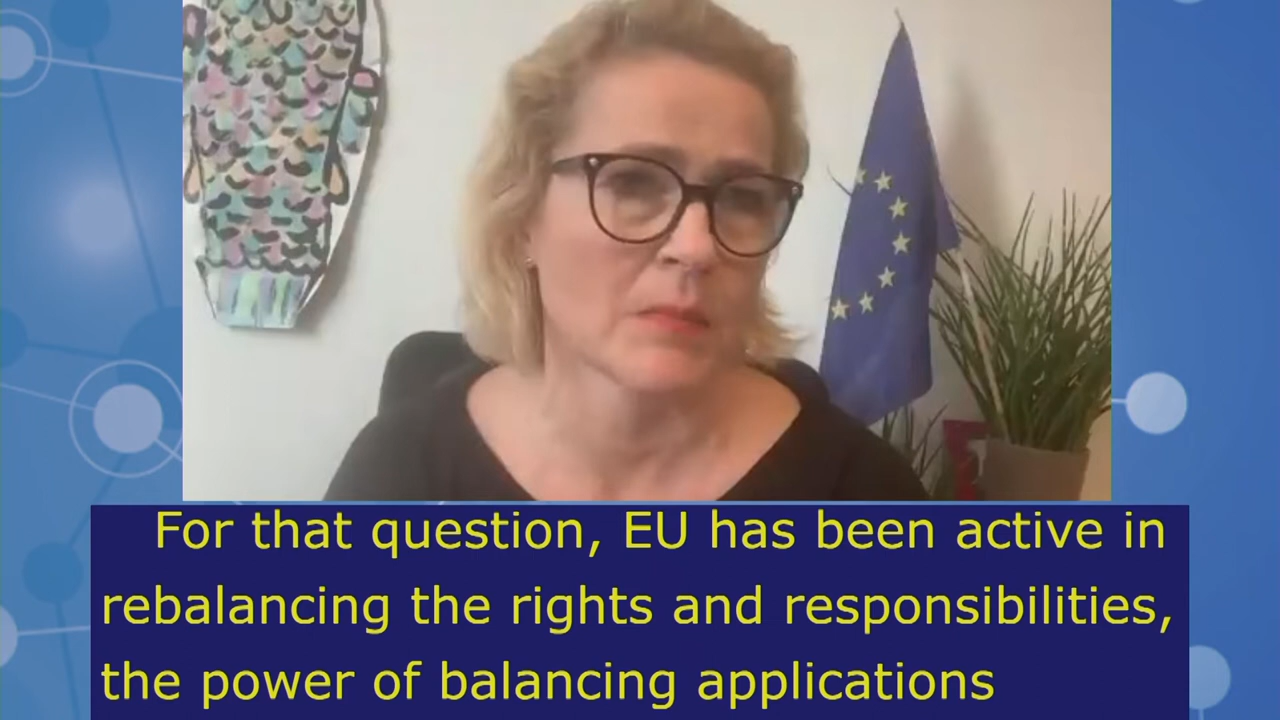 For that question, EU has been active in
rebalancing the rights and responsibilities,
the power of balancing applications